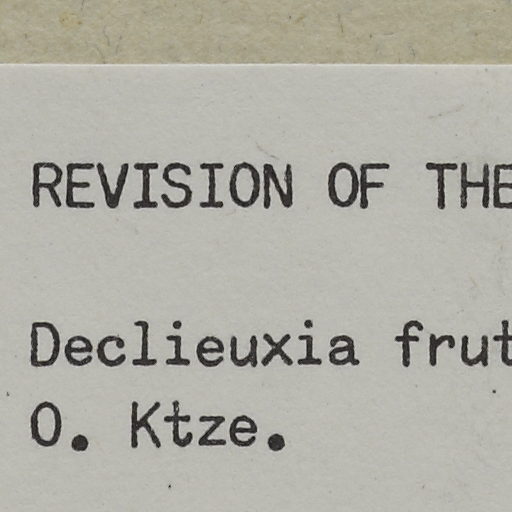 REVISION OF THE
Declieuxia frut
O. Ktze.